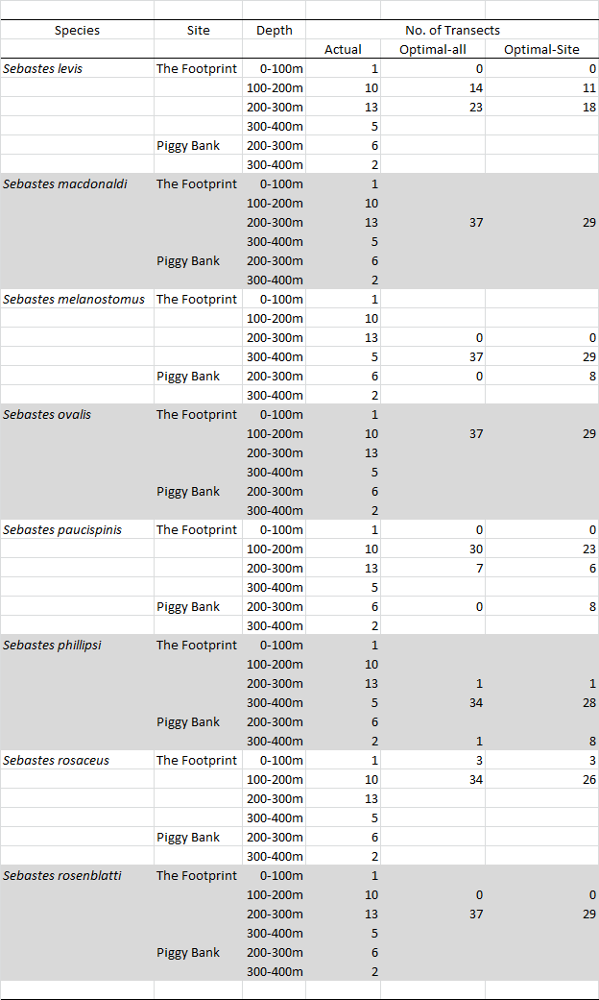 Species Site Depth No. of Transects
Actual Optimal-all Optimal-Site
Sebastes levis The Footprint 0-100m 1 0 0
100-200m 10 14 11
200-300m 13 23 18
300-400m 5
Piggy Bank 200-300m 6
300-400m 2
Sebastes macdonaldi The Footprint 0-100m 1
100-200m 10
200-300m 13 37 29
300-400m 5
Piggy Bank 200-300m 6
300-400m 2
Sebastes melanostomus The Footprint 0-100m 1
100-200m 10
200-300m 13 0 0
300-400m 5 37 29
Piggy Bank 200-300m 6 0 8
300-400m 2
Sebastes ovalis The Footprint 0-100m 1
100-200m 10 37 29
200-300m 13
300-400m 5
Piggy Bank 200-300m 6
300-400m 2
Sebastes paucispinis The Footprint 0-100m 1 0 0
100-200m 10 30 23
200-300m 13 7 6
300-400m 5
Piggy Bank 200-300m 6 0 8
300-400m 2
Sebastes phillipsi The Footprint 0-100m 1
100-200m 10
200-300m 13 1 1
300-400m 5 34 28
Piggy Bank 200-300m 6
300-400m 2 1 8
Sebastes rosaceus The Footprint 0-100m 1 3 3
100-200m 10 34 26
200-300m 13
300-400m 5
Piggy Bank 200-300m 6
300-400m 2
Sebastes rosenblatti The Footprint 0-100m 1
100-200m 10 0 0
200-300m 13 37 29
300-400m 5
Piggy Bank 200-300m 6
300-400m 2